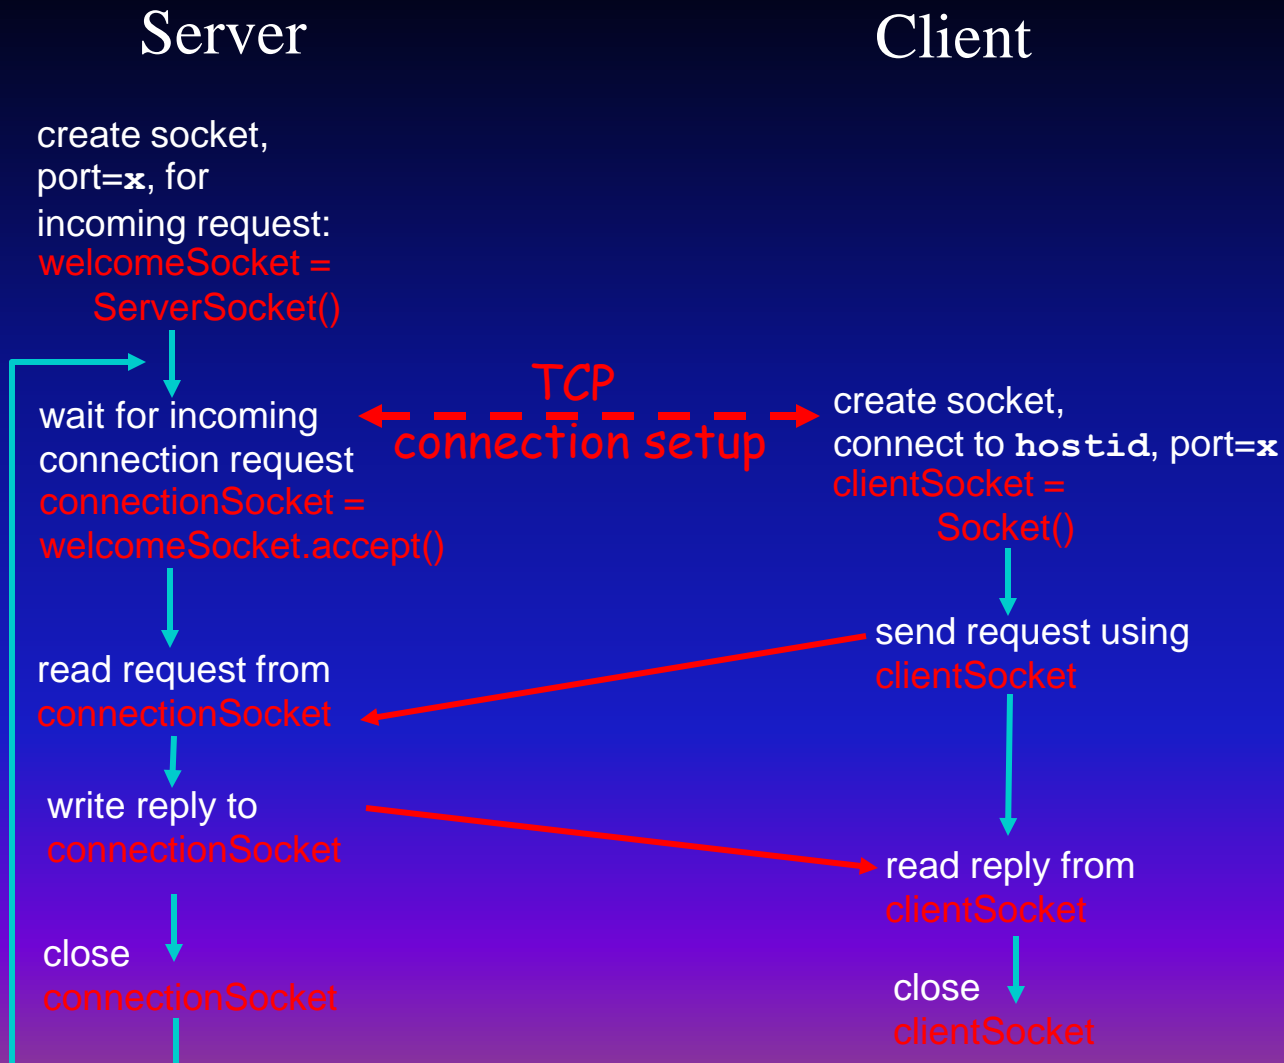 Server
Client
create socket,
port=x, for
incoming request:
welcomeSocket =
ServerSocket()
TCP
connection setup
wait for incoming
connection request
connectionSocket =
welcomeSocket.accept()
create socket,
connect to hostid, port=x
clientSocket =
Socket()
send request using
clientSocket
read request from
connectionSocket
write reply to
connectionSocket
read reply from
clientSocket
close
connectionSocket
close
clientSocket